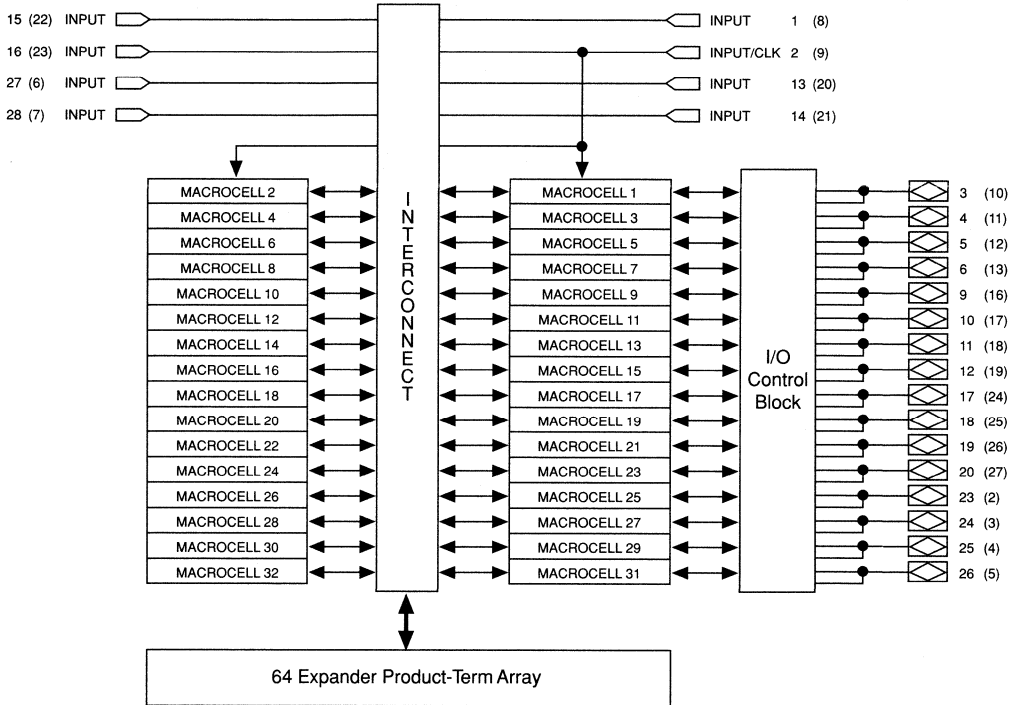 15 (22) INPUT INPUT 1 (8)
16 (23) INPUT INPUT/CLK 2 (9)
27 (6) INPUT INPUT 13 (20)
28 (7) INPUT INPUT 14 (21)
INTERCONNECT
MACROCELL 2 MACROCELL 1 3 (10)
MACROCELL 4 MACROCELL 3 4 (11)
MACROCELL 6 MACROCELL 5 5 (12)
MACROCELL 8 MACROCELL 7 6 (13)
MACROCELL 10 MACROCELL 9 9 (16)
MACROCELL 12 MACROCELL 11 10 (17)
MACROCELL 14 MACROCELL 13 11 (18)
MACROCELL 16 MACROCELL 15 12 (19)
MACROCELL 18 MACROCELL 17 17 (24)
MACROCELL 20 MACROCELL 19 18 (25)
MACROCELL 22 MACROCELL 21 19 (26)
MACROCELL 24 MACROCELL 23 20 (27)
MACROCELL 26 MACROCELL 25 23 (2)
MACROCELL 28 MACROCELL 27 24 (3)
MACROCELL 30 MACROCELL 29 25 (4)
MACROCELL 32 MACROCELL 31 26 (5)
I/O
Control
Block
64 Expander Product-Term Array